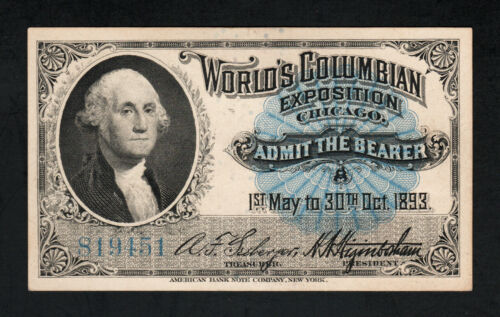 WORLD'S COLUMBIAN
EXPOSITION
CHICAGO.
ADMIT THE BEARER
A
1ST MAY TO 30TH OCT. 1893.
819451
TREASURER. PRESIDENT.
AMERICAN BANK NOTE COMPANY, NEW YORK.